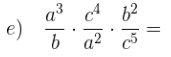 e) a³/b · c⁴/a² · b²/c⁵ =